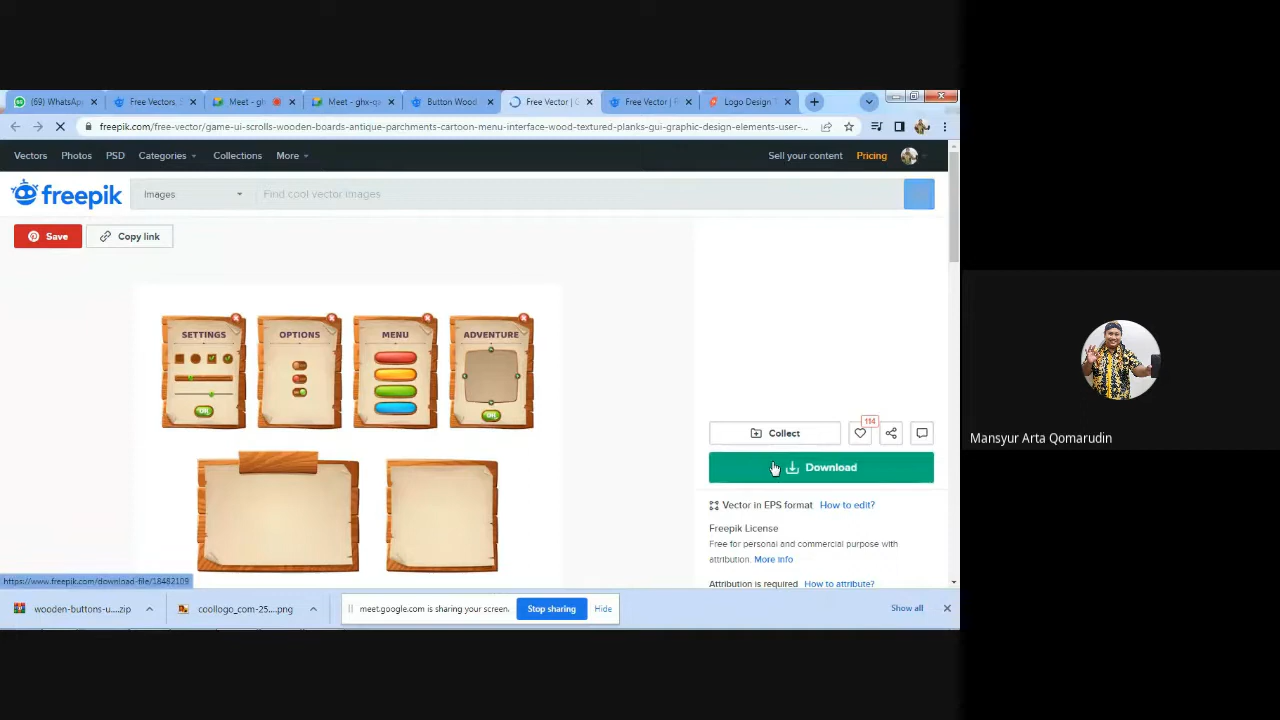 (69) WhatsAp
Free Vectors,
Meet - gh
Meet - ghx-q
Button Wood
Free Vector | G
Free Vector | F
Logo Design T
freepik.com/free-vector/game-ui-scrolls-wooden-boards-antique-parchments-cartoon-menu-interface-wood-textured-planks-gui-graphic-design-elements-user-...
Vectors
Photos
PSD
Categories
Collections
More
Sell your content
Pricing
freepik
Images
Find cool vector images
Save
Copy link
SETTINGS
OPTIONS
MENU
ADVENTURE
114
Collect
Download
Vector in EPS format How to edit?
Freepik License
Free for personal and commercial purpose with
attribution. More info
Attribution is required How to attribute?
Mansyur Arta Qomarudin
https://www.freepik.com/download-file/18482109
wooden-buttons-u....zip
coollogo_com-25....png
meet.google.com is sharing your screen.
Stop sharing
Hide
Show all